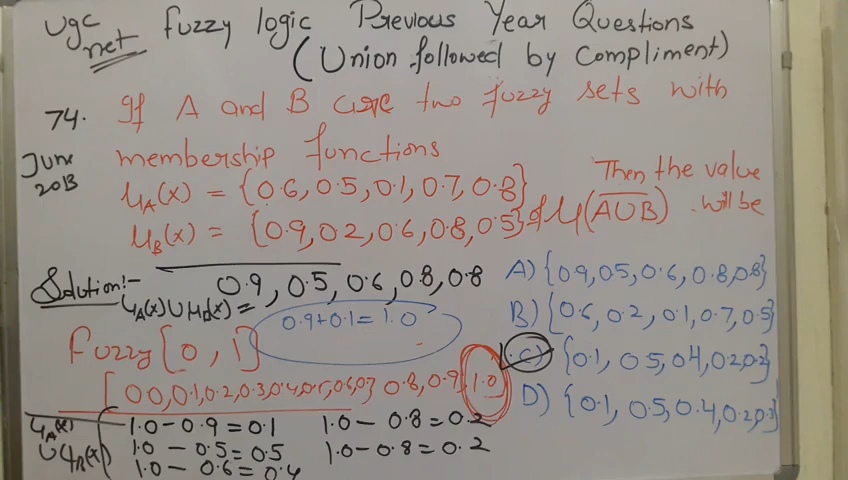 ugc net fuzzy logic Previous Year Questions
(Union followed by Compliment)
74. If A and B are two fuzzy sets with
June 2013 membership functions
μA(x) = {0.6, 0.5, 0.1, 0.7, 0.8}
μB(x) = {0.9, 0.2, 0.6, 0.8, 0.5} of
Then the value
μ(A∪B) will be
Solution:-
μA(x) ∪ μB(x) = 0.9, 0.5, 0.6, 0.8, 0.8
0.9+0.1=1.0
Fuzzy [0, 1]
[0.0, 0.1, 0.2, 0.3, 0.4, 0.5, 0.6, 0.7 0.8, 0.9, 1.0]
μA(x) ∪ μB(x)
1.0 - 0.9 = 0.1
1.0 - 0.5 = 0.5
1.0 - 0.6 = 0.4
1.0 - 0.8 = 0.2
1.0 - 0.8 = 0.2
A) {0.9, 0.5, 0.6, 0.8, 0.8}
B) {0.6, 0.2, 0.1, 0.7, 0.5}
C) {0.1, 0.5, 0.4, 0.2, 0.2}
D) {0.1, 0.5, 0.4, 0.2, }